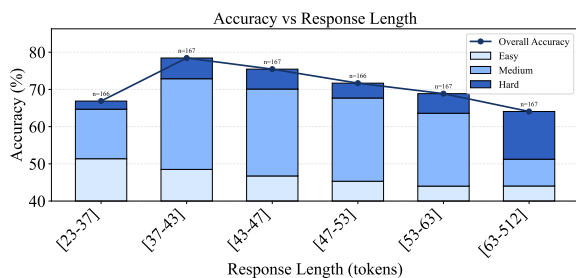 Accuracy vs Response Length
Accuracy (%)
80
70
60
50
40
n=166
n=167
n=167
n=166
n=167
n=167
Overall Accuracy
Easy
Medium
Hard
[23-37]
[37-43]
[43-47]
[47-53]
[53-63]
[63-512]
Response Length (tokens)